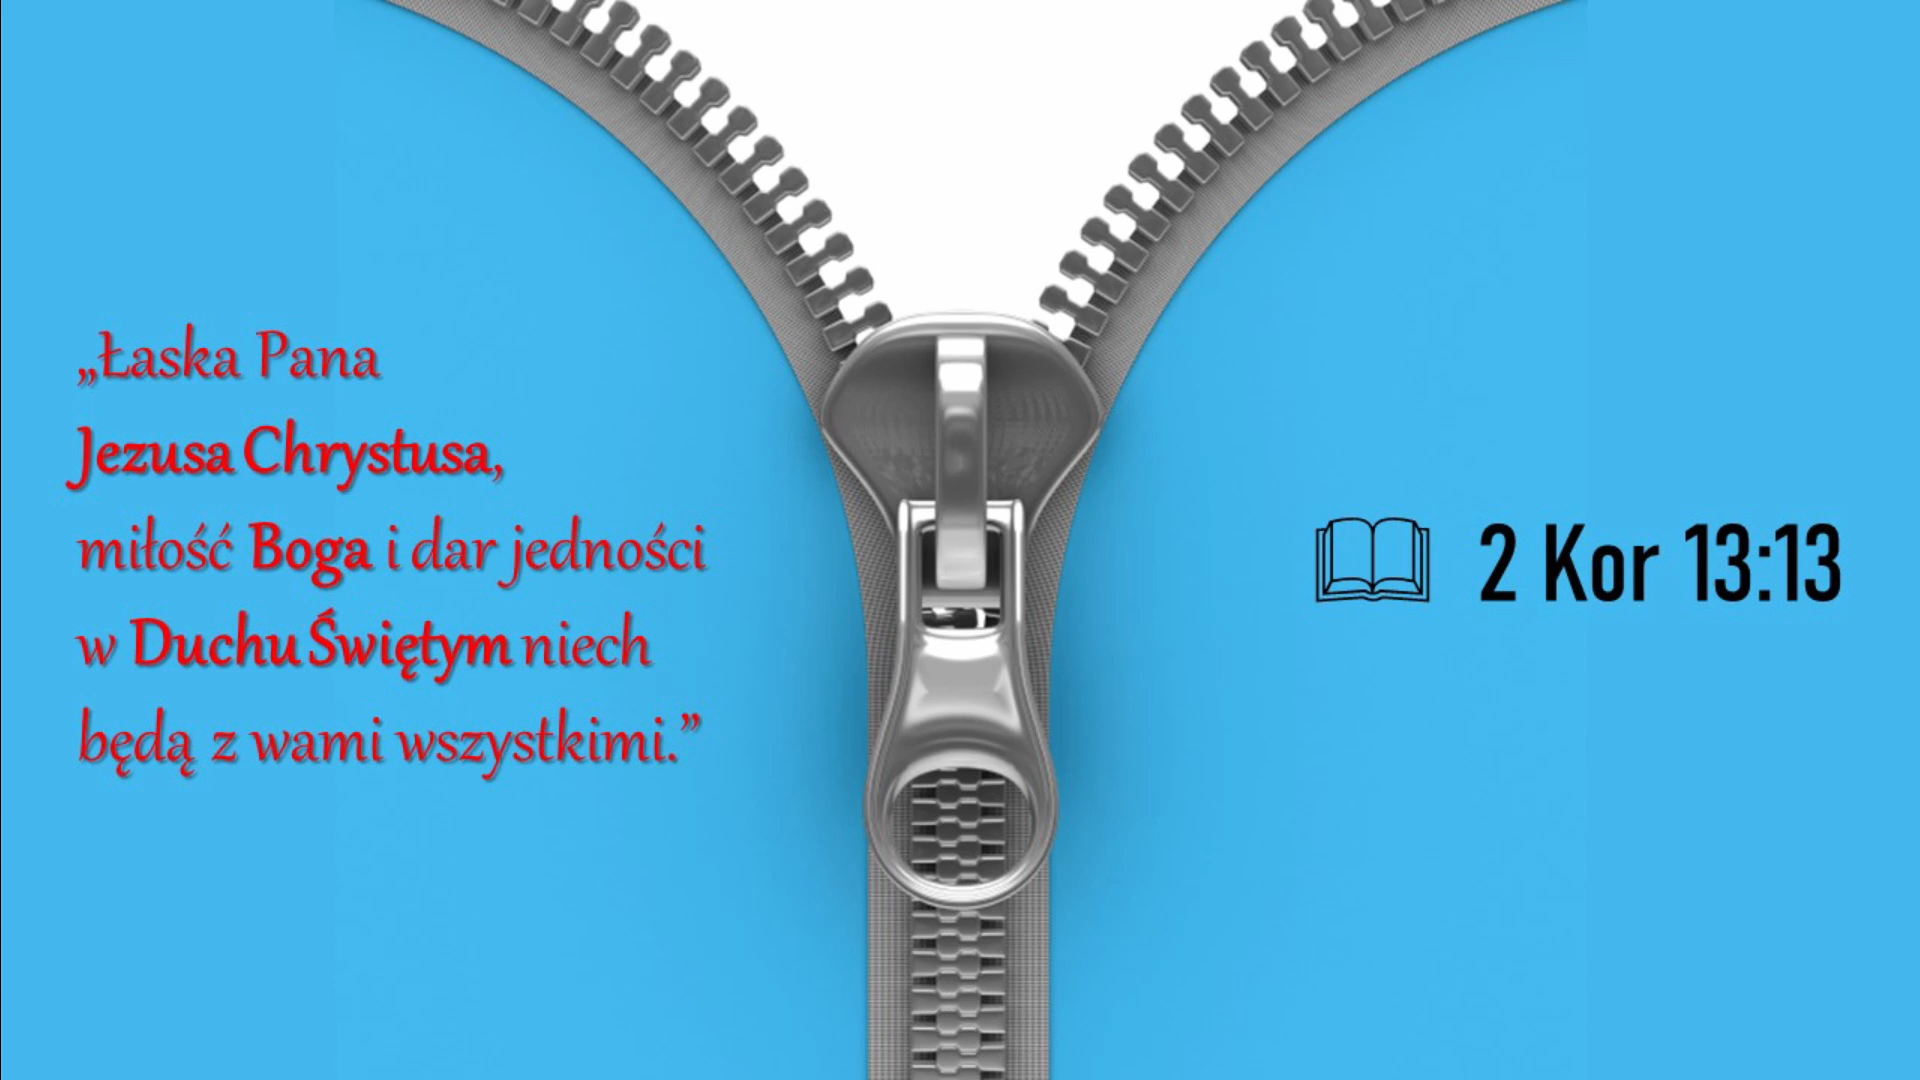 „Łaska Pana
Jezusa Chrystusa,
miłość Boga i dar jedności
w Duchu Świętym niech
będą z wami wszystkimi.”
2 Kor 13:13